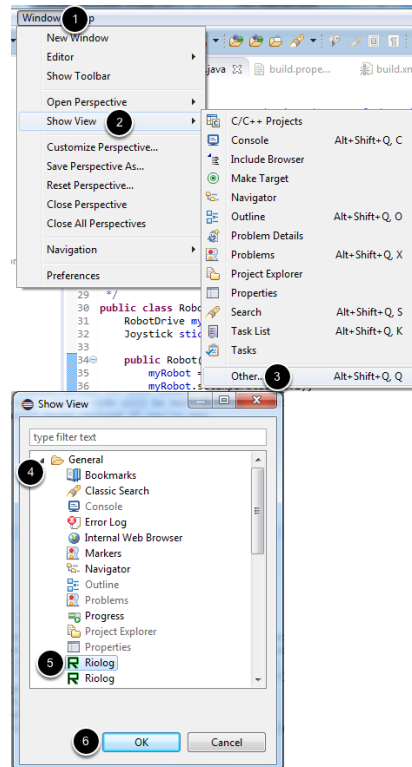 Window 1 p
New Window
Editor
Show Toolbar
Open Perspective
Show View 2
Customize Perspective...
Save Perspective As...
Reset Perspective...
Close Perspective
Close All Perspectives
Navigation
Preferences
.java build.prope... build.xn
C/C++ Projects
Console Alt+Shift+Q, C
Include Browser
Make Target
Navigator
Outline Alt+Shift+Q, O
Problem Details
Problems Alt+Shift+Q, X
Project Explorer
Properties
Search Alt+Shift+Q, S
Task List Alt+Shift+Q, K
Tasks
Other... 3 Alt+Shift+Q, Q
29 */
30 public class Robo
31 RobotDrive my
32 Joystick stic
33
34 public Robot(
35 myRobot =
36 myRobot.
Show View
type filter text
4 General
Bookmarks
Classic Search
Console
Error Log
Internal Web Browser
Markers
Navigator
Outline
Problems
Progress
Project Explorer
Properties
5 Riolog
Riolog
6 OK Cancel